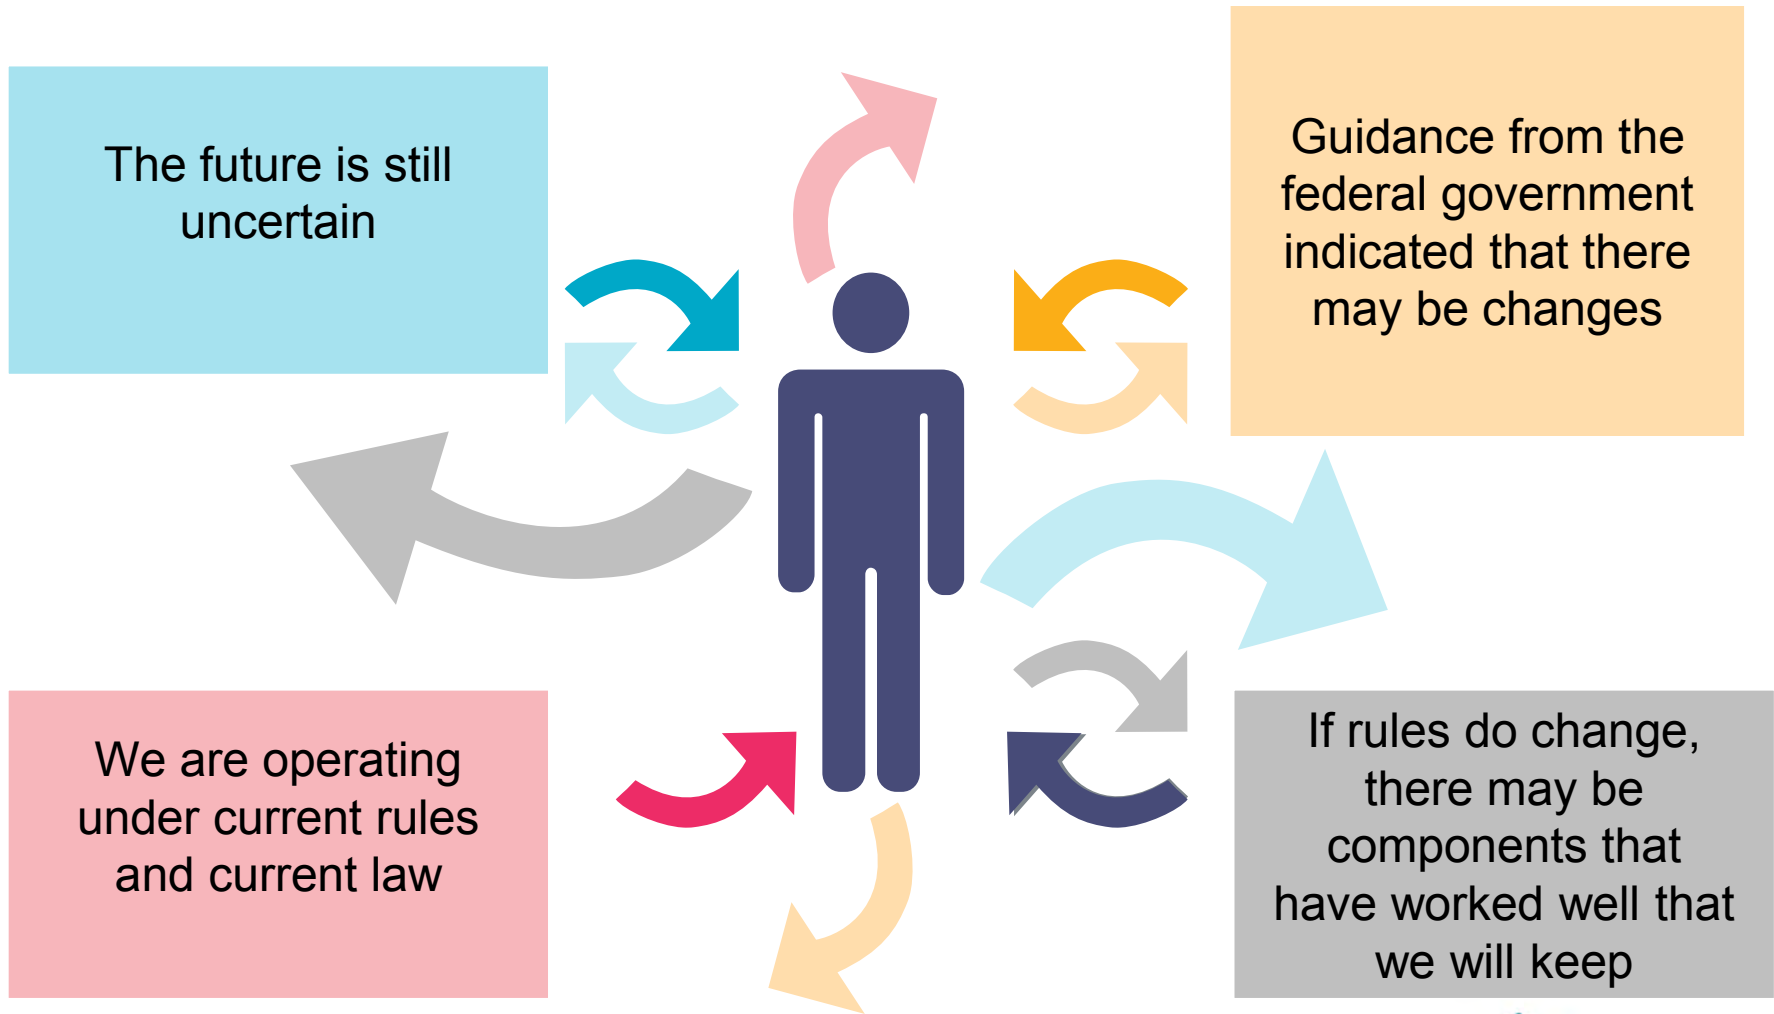 The future is still
uncertain
Guidance from the
federal government
indicated that there
may be changes
We are operating
under current rules
and current law
If rules do change,
there may be
components that
have worked well that
we will keep